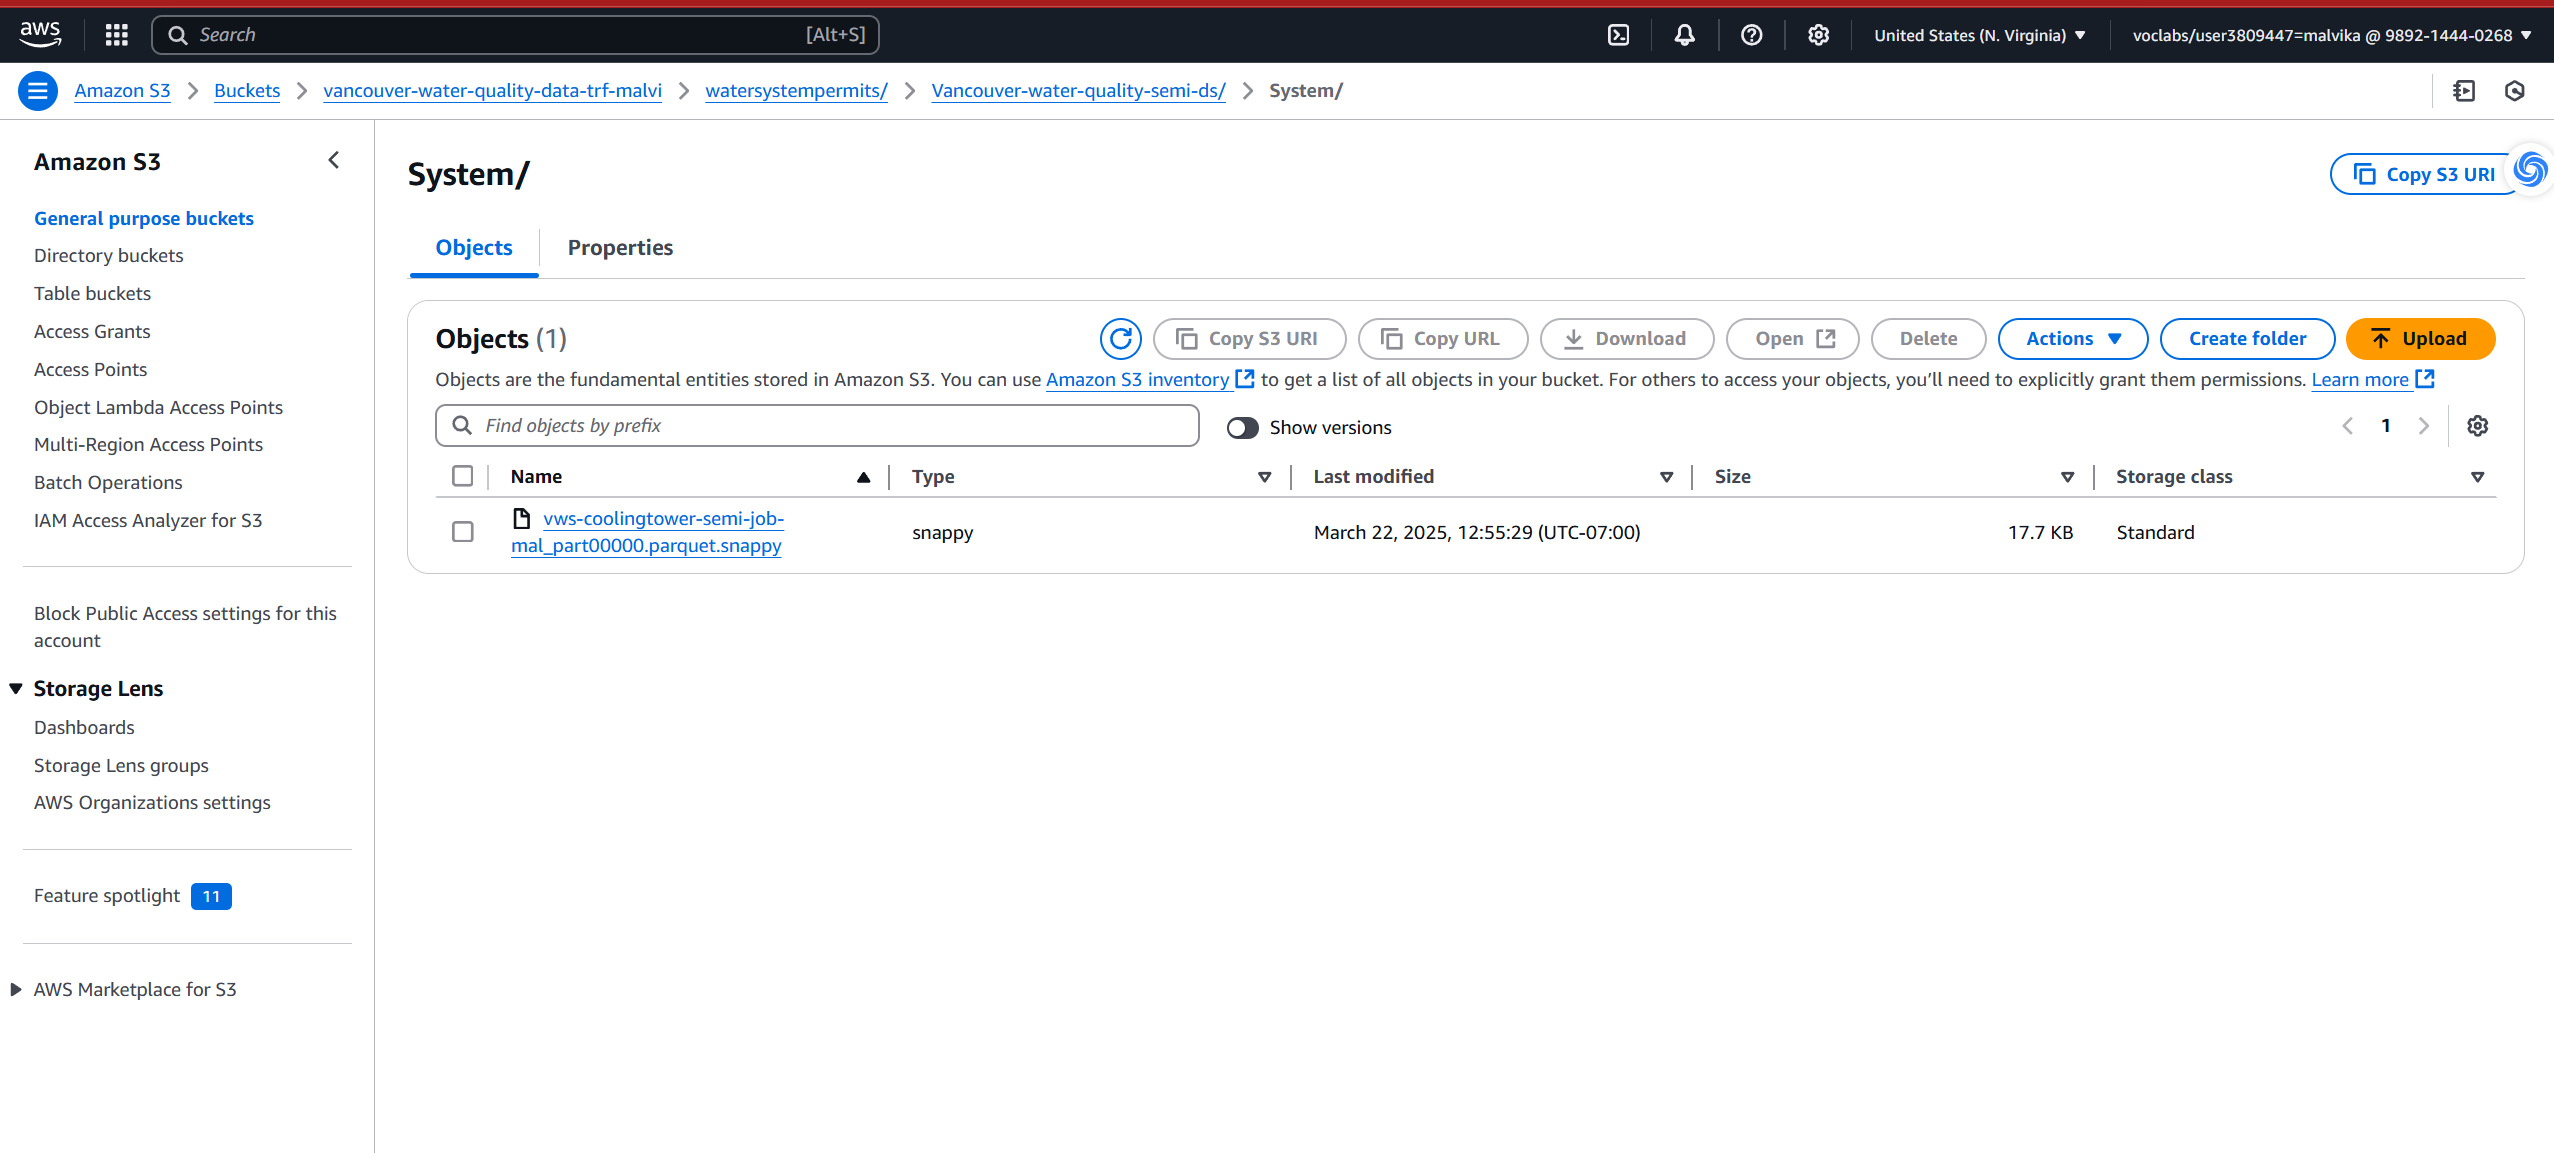 aws
Search [Alt+S]
United States (N. Virginia)
voclabs/user3809447=malvika @ 9892-1444-0268
Amazon S3 > Buckets > vancouver-water-quality-data-trf-malvi > watersystempermits/ > Vancouver-water-quality-semi-ds/ > System/
Amazon S3
General purpose buckets
Directory buckets
Table buckets
Access Grants
Access Points
Object Lambda Access Points
Multi-Region Access Points
Batch Operations
IAM Access Analyzer for S3
Block Public Access settings for this
account
Storage Lens
Dashboards
Storage Lens groups
AWS Organizations settings
Feature spotlight 11
AWS Marketplace for S3
System/
Copy S3 URI
Objects
Properties
Objects (1)
Copy S3 URI
Copy URL
Download
Open
Delete
Actions
Create folder
Upload
Objects are the fundamental entities stored in Amazon S3. You can use Amazon S3 inventory to get a list of all objects in your bucket. For others to access your objects, you’ll need to explicitly grant them permissions. Learn more
Find objects by prefix
Show versions
1
Name Type Last modified Size Storage class
vws-coolingtower-semi-job-
mal_part00000.parquet.snappy
snappy March 22, 2025, 12:55:29 (UTC-07:00) 17.7 KB Standard